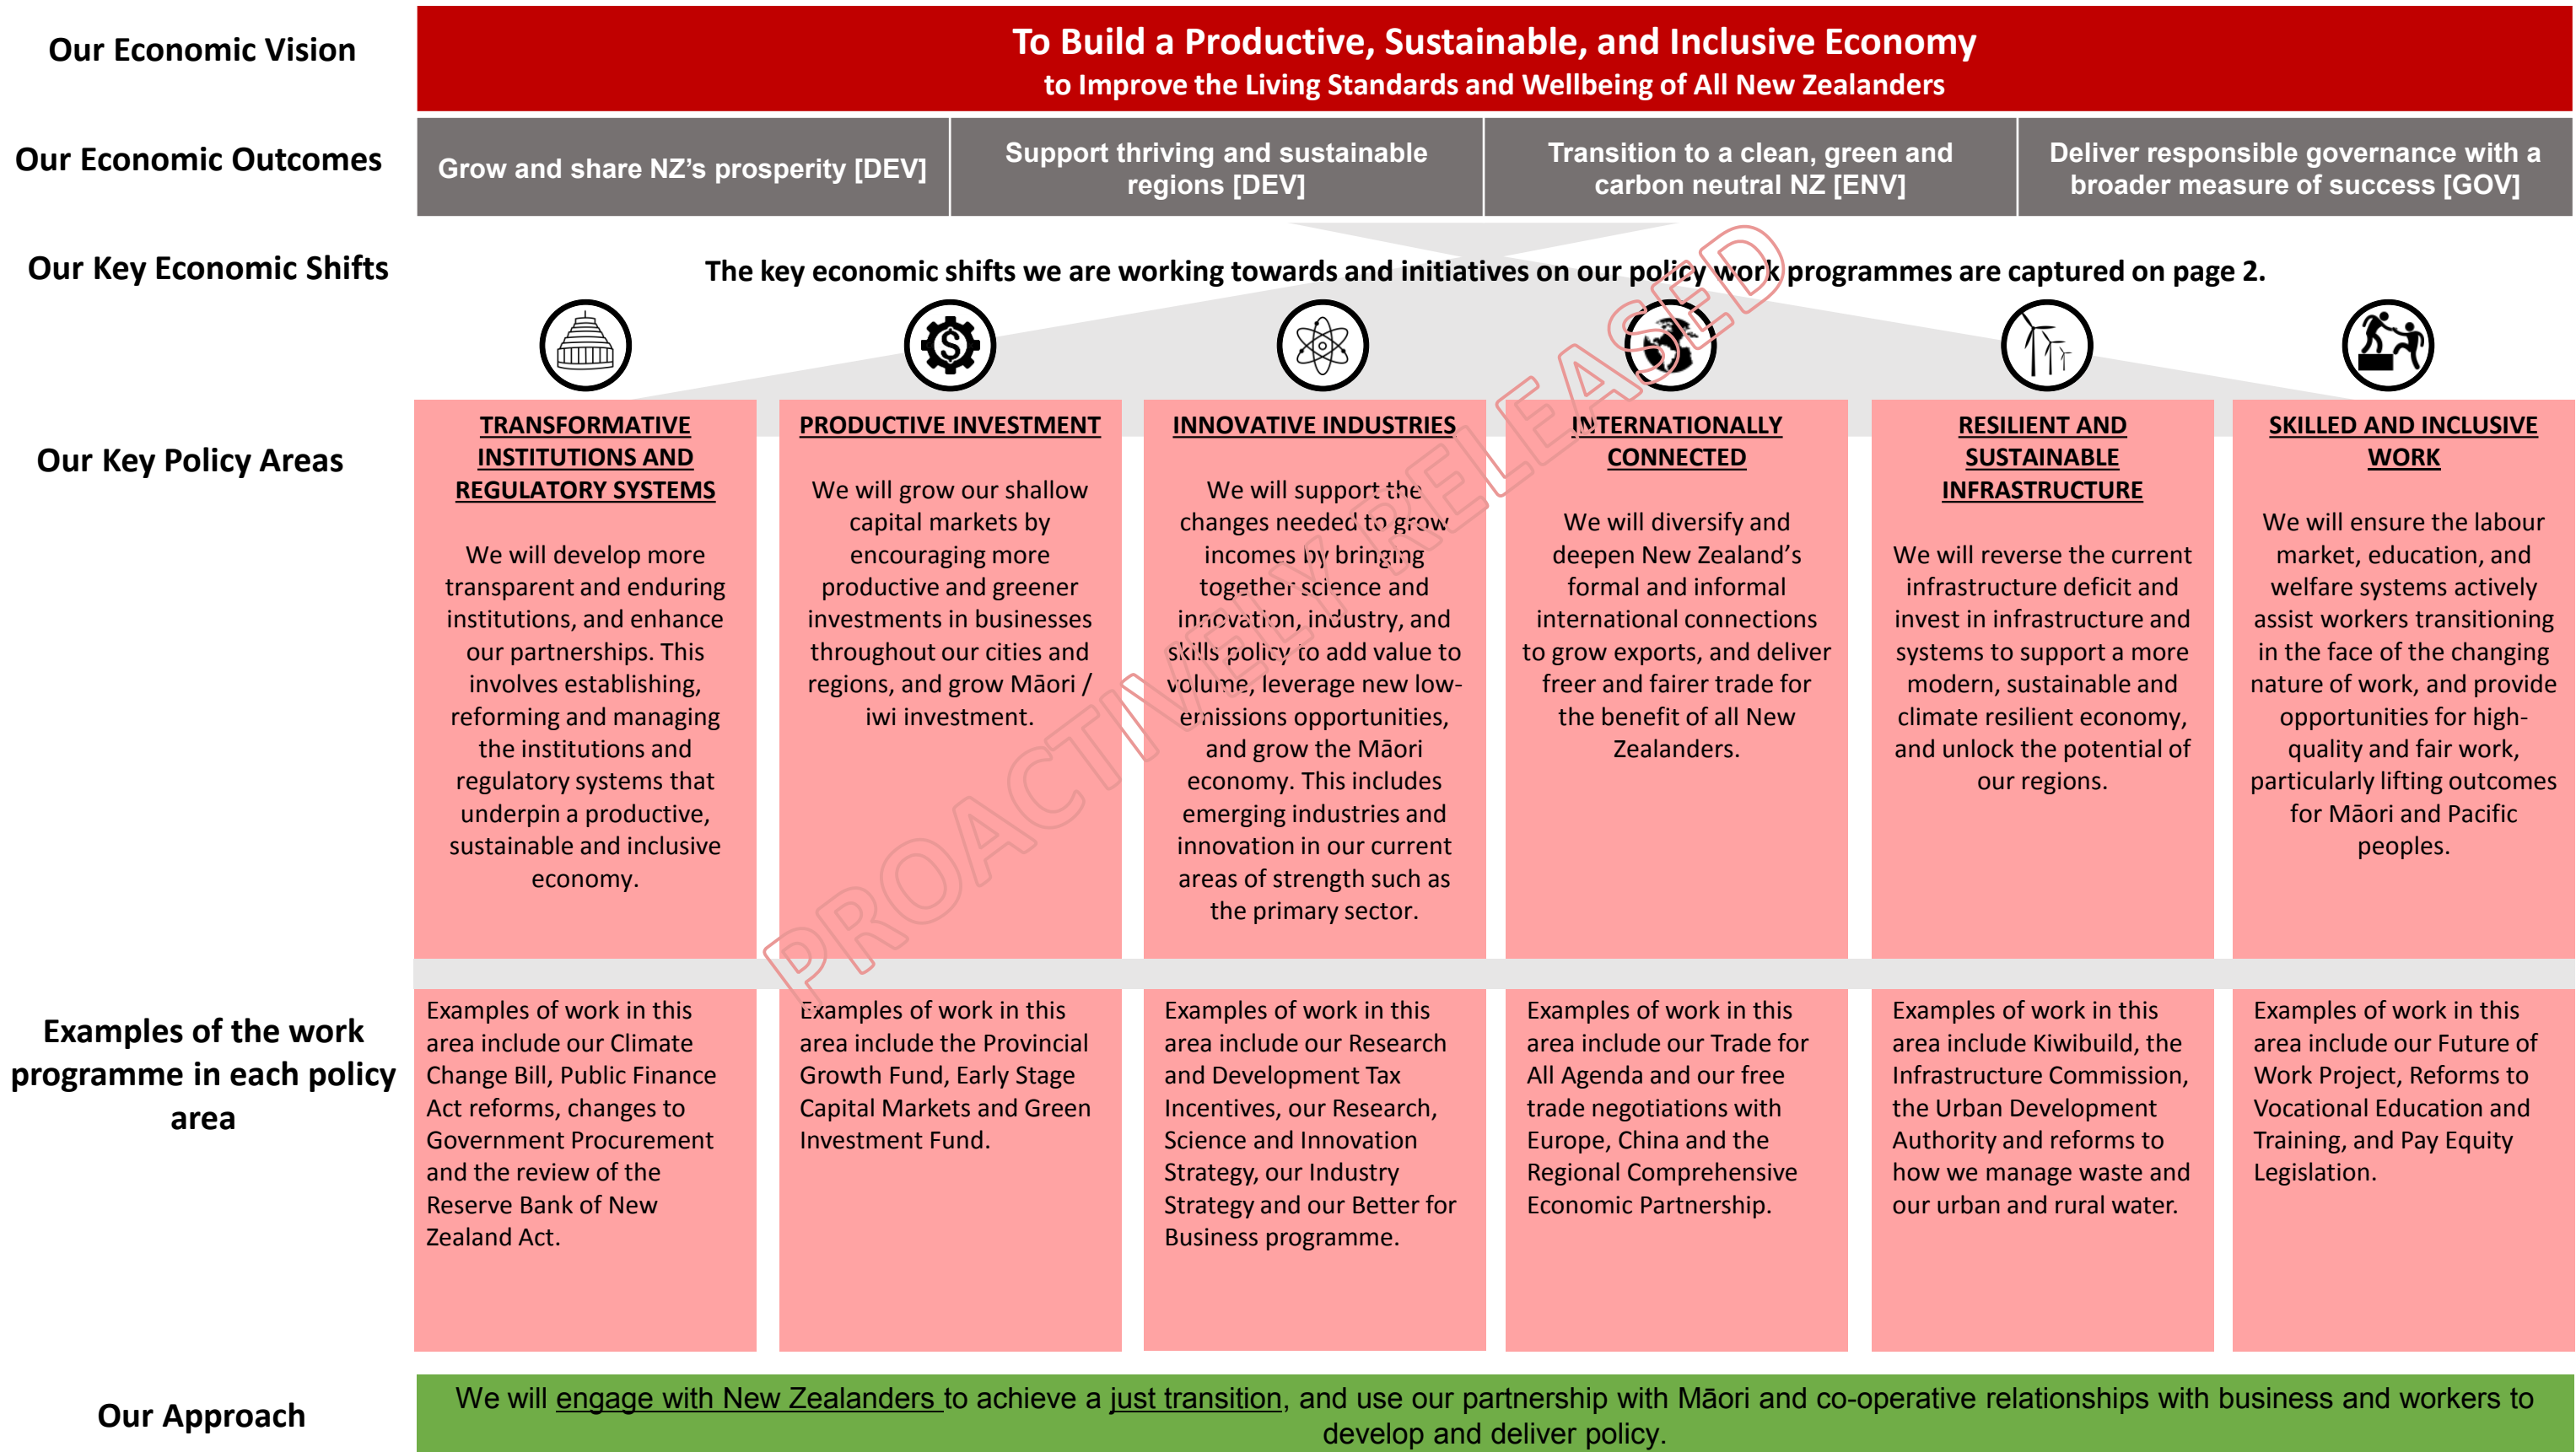 Our Economic Vision
To Build a Productive, Sustainable, and Inclusive Economy
to Improve the Living Standards and Wellbeing of All New Zealanders
Our Economic Outcomes
Grow and share NZ's prosperity [DEV]
Support thriving and sustainable
regions [DEV]
Transition to a clean, green and
carbon neutral NZ [ENV]
Deliver responsible governance with a
broader measure of success [GOV]
Our Key Economic Shifts
The key economic shifts we are working towards and initiatives on our policy work programmes are captured on page 2.
Our Key Policy Areas
TRANSFORMATIVE
INSTITUTIONS AND
REGULATORY SYSTEMS
We will develop more
transparent and enduring
institutions, and enhance
our partnerships. This
involves establishing,
reforming and managing
the institutions and
regulatory systems that
underpin a productive,
sustainable and inclusive
economy.
PRODUCTIVE INVESTMENT
We will grow our shallow
capital markets by
encouraging more
productive and greener
investments in businesses
throughout our cities and
regions, and grow Māori /
iwi investment.
INNOVATIVE INDUSTRIES
We will support the
changes needed to grow
incomes by bringing
together science and
innovation, industry, and
skills policy to add value to
volume, leverage new low-
emissions opportunities,
and grow the Māori
economy. This includes
emerging industries and
innovation in our current
areas of strength such as
the primary sector.
INTERNATIONALLY
CONNECTED
We will diversify and
deepen New Zealand's
formal and informal
international connections
to grow exports, and deliver
freer and fairer trade for
the benefit of all New
Zealanders.
RESILIENT AND
SUSTAINABLE
INFRASTRUCTURE
We will reverse the current
infrastructure deficit and
invest in infrastructure and
systems to support a more
modern, sustainable and
climate resilient economy,
and unlock the potential of
our regions.
SKILLED AND INCLUSIVE
WORK
We will ensure the labour
market, education, and
welfare systems actively
assist workers transitioning
in the face of the changing
nature of work, and provide
opportunities for high-
quality and fair work,
particularly lifting outcomes
for Māori and Pacific
peoples.
PROACTIVELY RELEASED
Examples of the work
programme in each policy
area
Examples of work in this
area include our Climate
Change Bill, Public Finance
Act reforms, changes to
Government Procurement
and the review of the
Reserve Bank of New
Zealand Act.
Examples of work in this
area include the Provincial
Growth Fund, Early Stage
Capital Markets and Green
Investment Fund.
Examples of work in this
area include our Research
and Development Tax
Incentives, our Research,
Science and Innovation
Strategy, our Industry
Strategy and our Better for
Business programme.
Examples of work in this
area include our Trade for
All Agenda and our free
trade negotiations with
Europe, China and the
Regional Comprehensive
Economic Partnership.
Examples of work in this
area include Kiwibuild, the
Infrastructure Commission,
the Urban Development
Authority and reforms to
how we manage waste and
our urban and rural water.
Examples of work in this
area include our Future of
Work Project, Reforms to
Vocational Education and
Training, and Pay Equity
Legislation.
Our Approach
We will engage with New Zealanders to achieve a just transition, and use our partnership with Māori and co-operative relationships with business and workers to
develop and deliver policy.